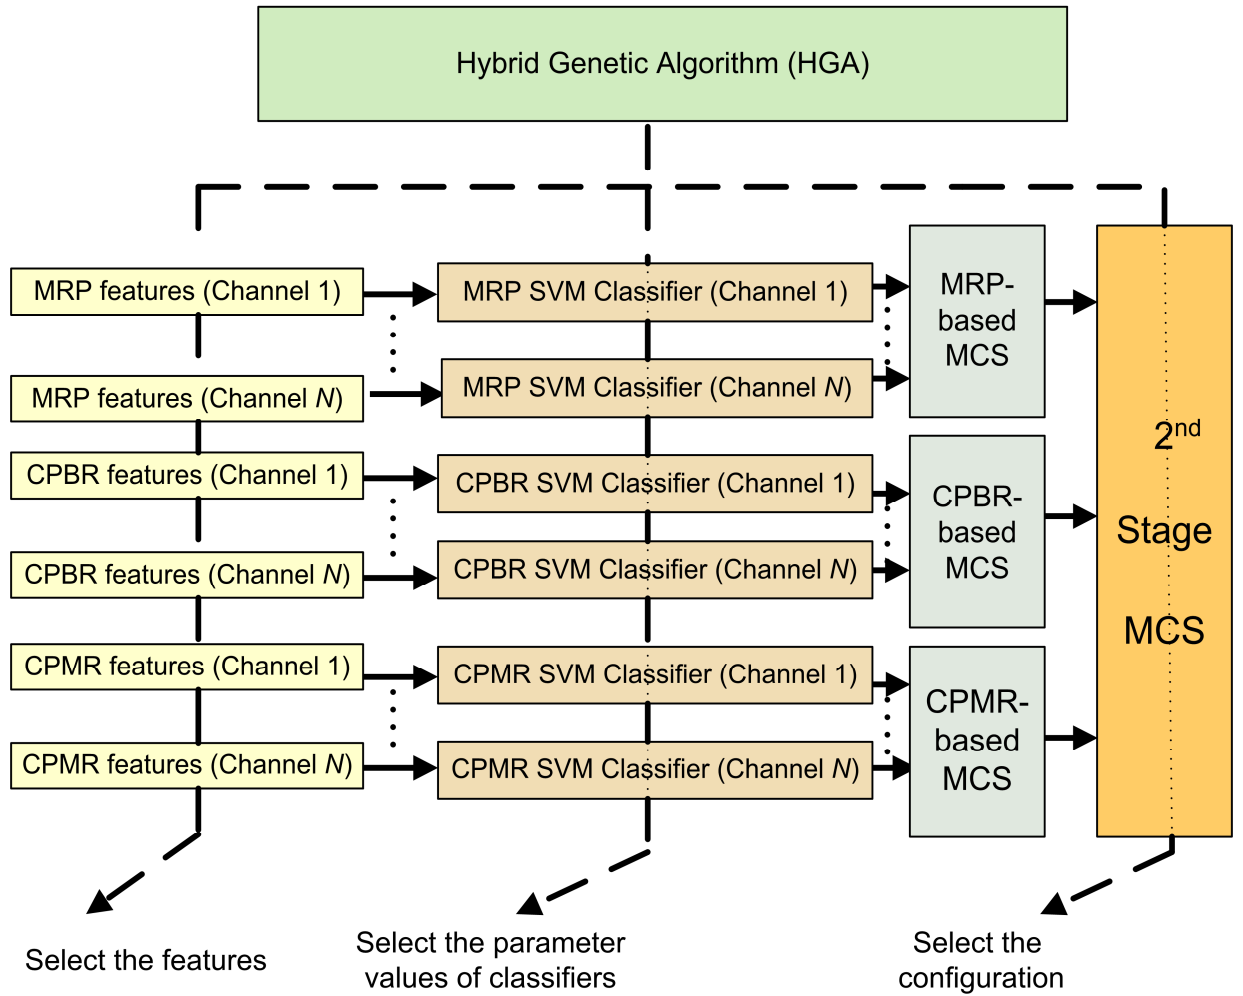 Hybrid Genetic Algorithm (HGA)
MRP features (Channel 1)
MRP features (Channel N)
CPBR features (Channel 1)
CPBR features (Channel N)
CPMR features (Channel 1)
CPMR features (Channel N)
MRP SVM Classifier (Channel 1)
MRP SVM Classifier (Channel N)
CPBR SVM Classifier (Channel 1)
CPBR SVM Classifier (Channel N)
CPMR SVM Classifier (Channel 1)
CPMR SVM Classifier (Channel N)
MRP-
based
MCS
CPBR-
based
MCS
CPMR-
based
MCS
2nd
Stage
MCS
Select the features
Select the parameter
values of classifiers
Select the
configuration